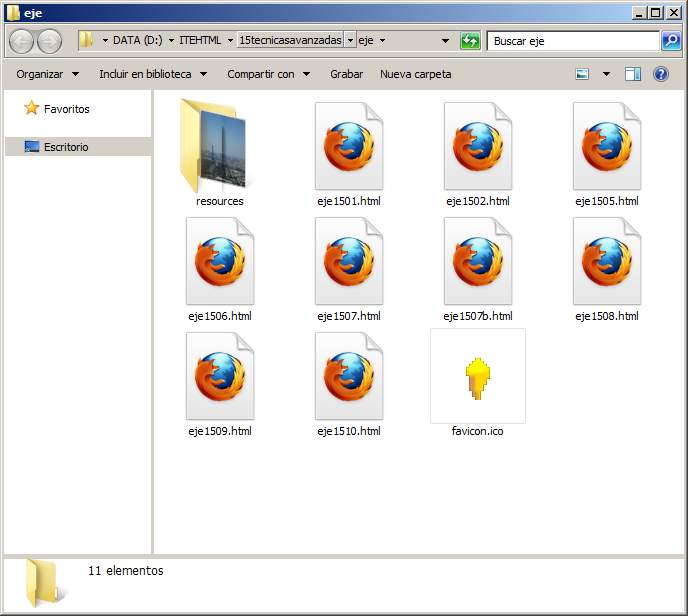 eje
DATA (D:) ITEHTML 15tecnicasavanzadas eje Buscar eje
Organizar Incluir en biblioteca Compartir con Grabar Nueva carpeta
Favoritos
Escritorio
resources eje1501.html eje1502.html eje1505.html
eje1506.html eje1507.html eje1507b.html eje1508.html
eje1509.html eje1510.html favicon.ico
11 elementos